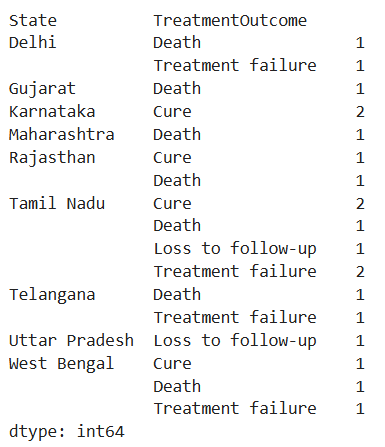 State          TreatmentOutcome
Delhi          Death                1
               Treatment failure    1
Gujarat        Death                1
Karnataka      Cure                 2
Maharashtra    Death                1
Rajasthan      Cure                 1
               Death                1
Tamil Nadu     Cure                 2
               Death                1
               Loss to follow-up    1
               Treatment failure    2
Telangana      Death                1
               Treatment failure    1
Uttar Pradesh  Loss to follow-up    1
West Bengal    Cure                 1
               Death                1
               Treatment failure    1
dtype: int64